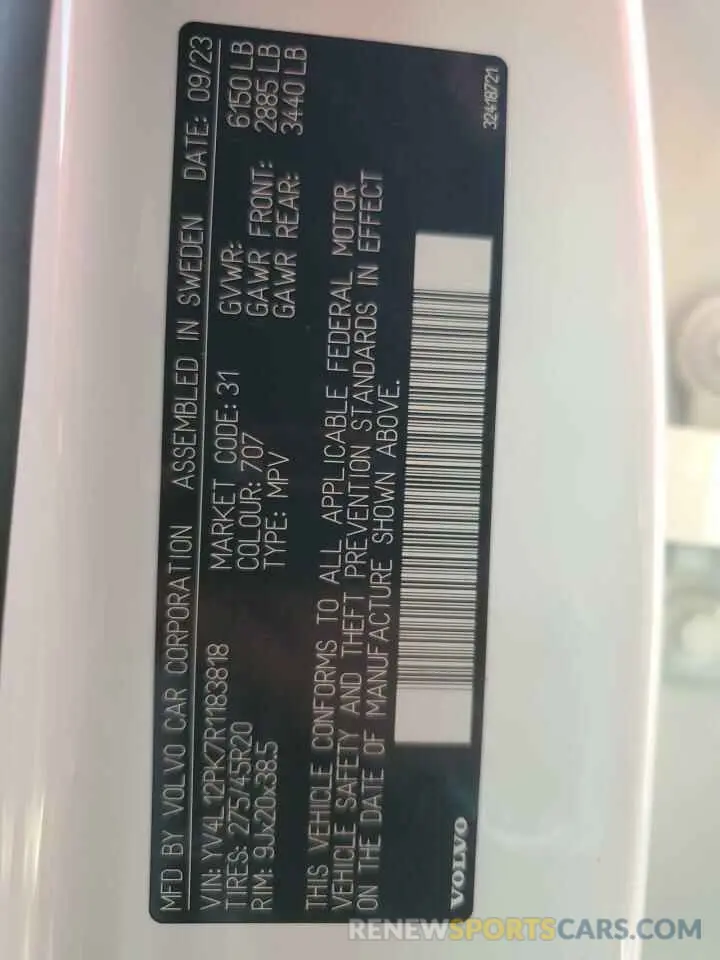 MFD BY VOLVO CAR CORPORATION ASSEMBLED IN SWEDEN DATE: 09/23
VIN: YV4L12PK7R1183818 MARKET CODE: 31 GVWR: 6150 LB
TIRES: 275/45R20 COLOUR: 707 GAWR FRONT: 2885 LB
RIM: 9Jx20x38.5 TYPE: MPV GAWR REAR: 3440 LB
THIS VEHICLE CONFORMS TO ALL APPLICABLE FEDERAL MOTOR
VEHICLE SAFETY AND THEFT PREVENTION STANDARDS IN EFFECT
ON THE DATE OF MANUFACTURE SHOWN ABOVE.
VOLVO
32418721
RENEWSPORTSCARS.COM